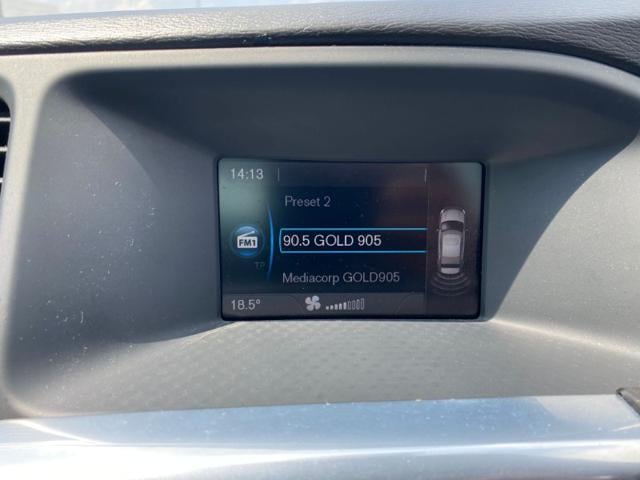 14:13
Preset 2
FM1
90.5 GOLD 905
TP
Mediacorp GOLD905
18.5°